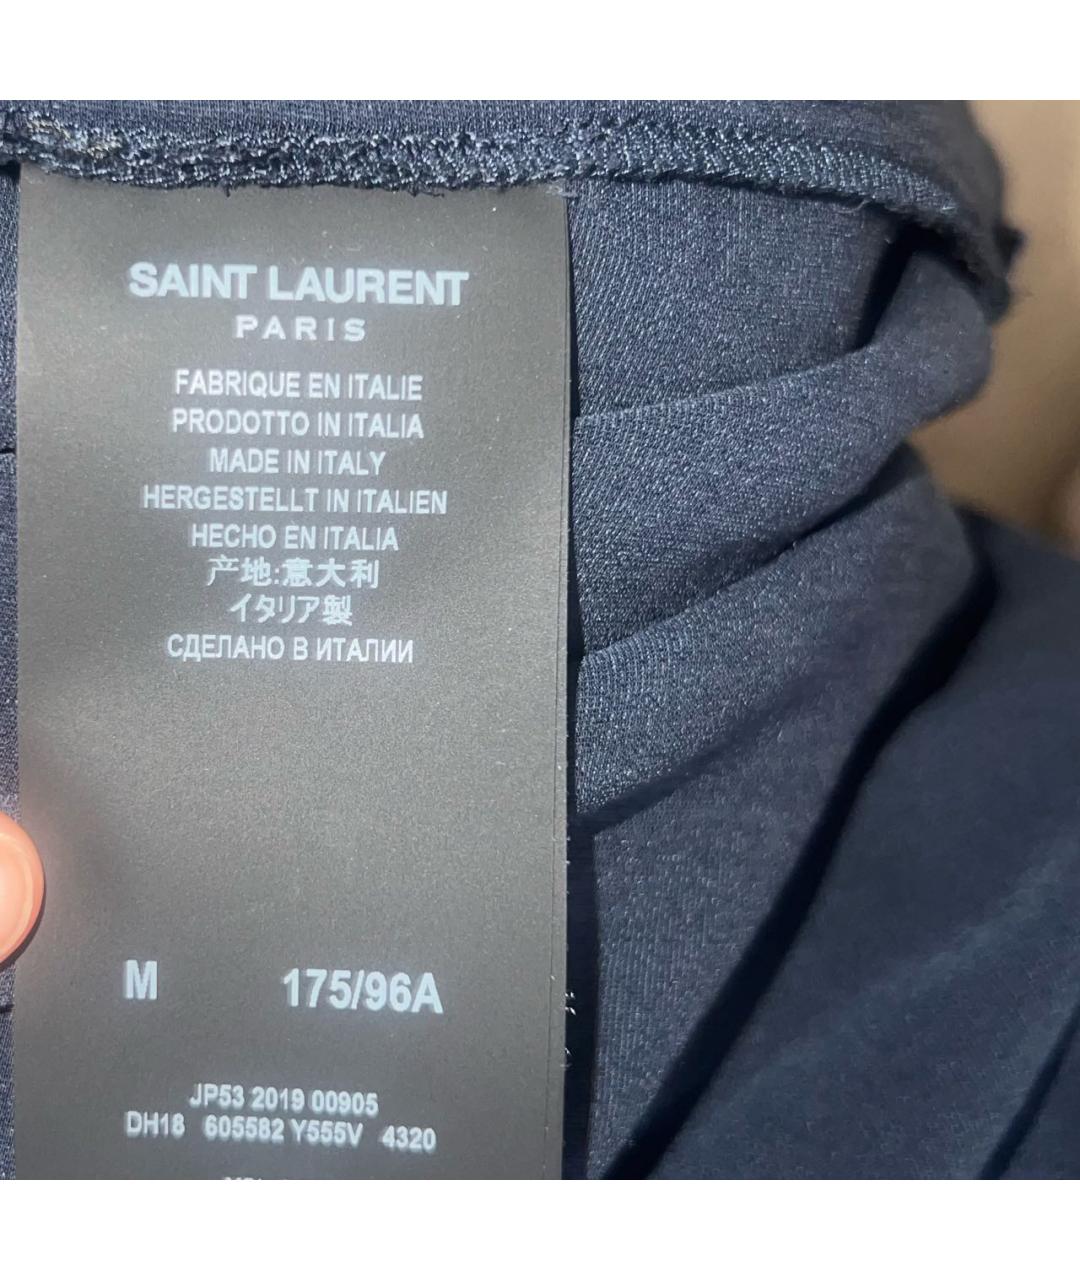 SAINT LAURENT
PARIS
FABRIQUE EN ITALIE
PRODOTTO IN ITALIA
MADE IN ITALY
HERGESTELLT IN ITALIEN
HECHO EN ITALIA
产地:意大利
イタリア製
СДЕЛАНО В ИТАЛИИ
M 175/96A
JP53 2019 00905
DH18 605582 Y555V 4320